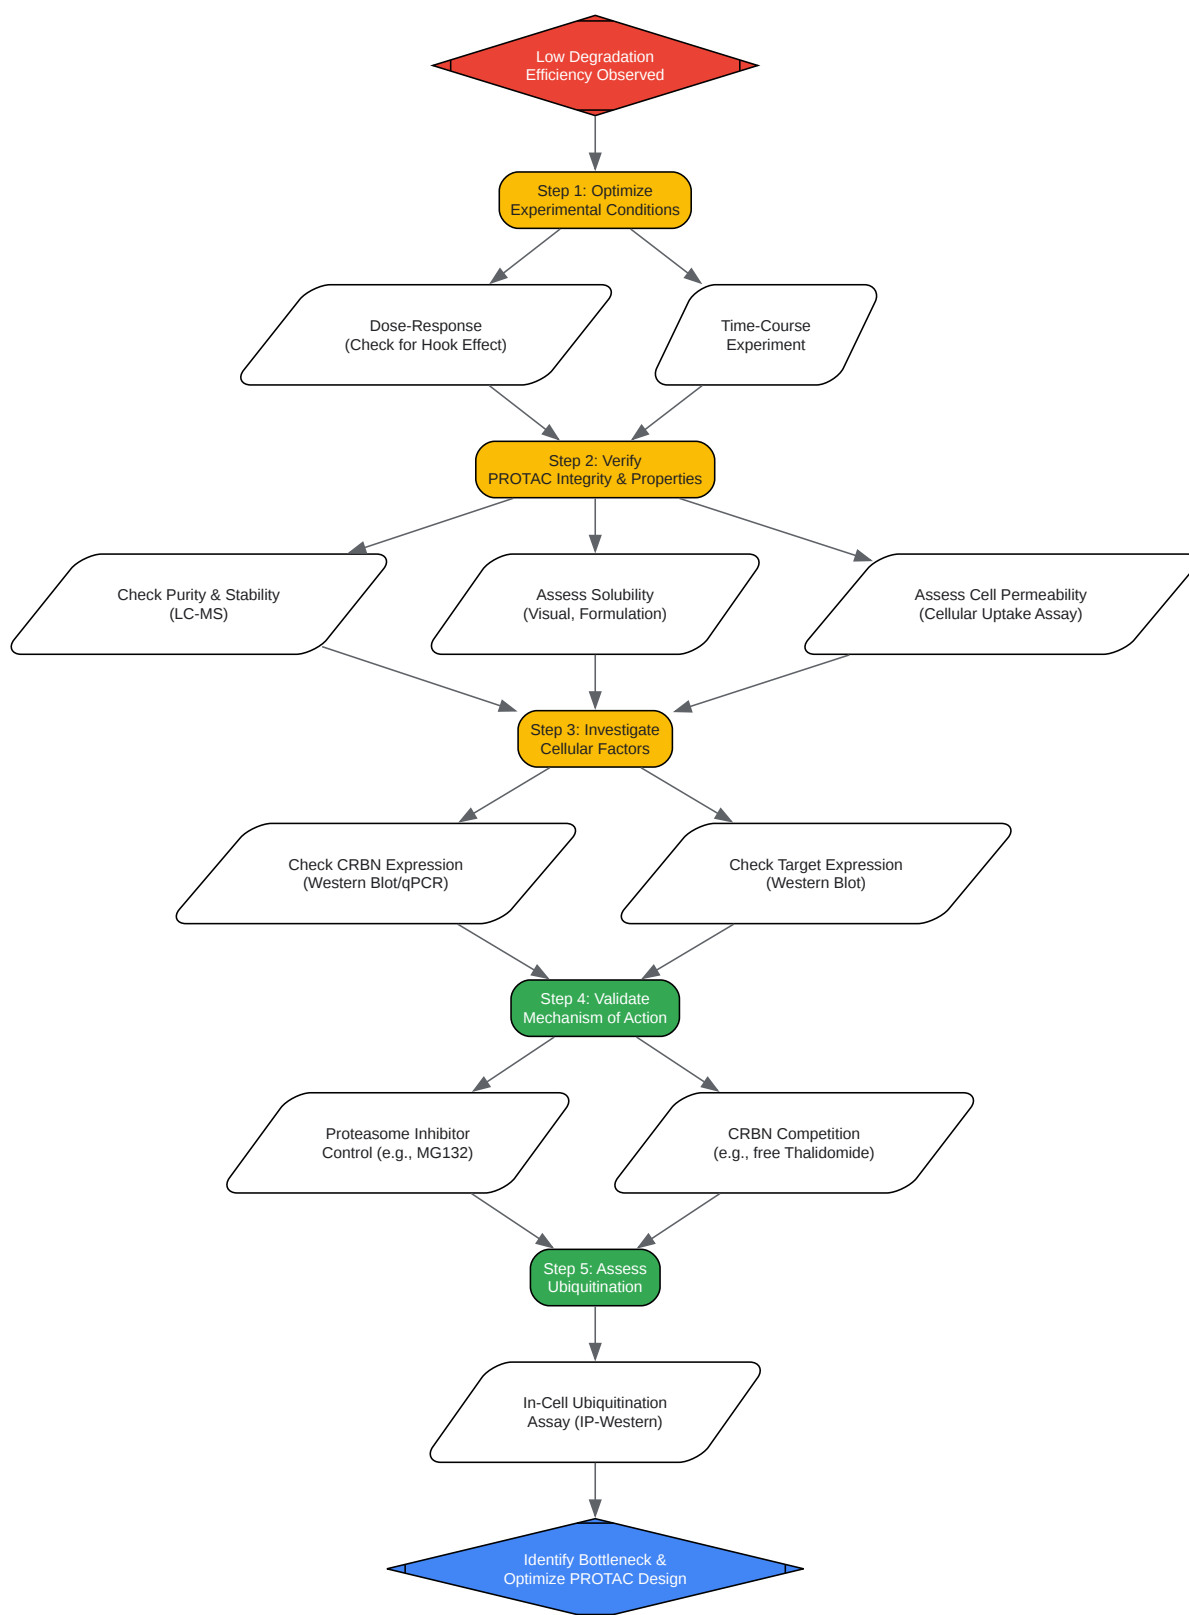 Low Degradation
Efficiency Observed
Step 1: Optimize
Experimental Conditions
Dose-Response
(Check for Hook Effect)
Time-Course
Experiment
Step 2: Verify
PROTAC Integrity & Properties
Check Purity & Stability
(LC-MS)
Assess Solubility
(Visual, Formulation)
Assess Cell Permeability
(Cellular Uptake Assay)
Step 3: Investigate
Cellular Factors
Check CRBN Expression
(Western Blot/qPCR)
Check Target Expression
(Western Blot)
Step 4: Validate
Mechanism of Action
Proteasome Inhibitor
Control (e.g., MG132)
CRBN Competition
(e.g., free Thalidomide)
Step 5: Assess
Ubiquitination
In-Cell Ubiquitination
Assay (IP-Western)
Identify Bottleneck &
Optimize PROTAC Design